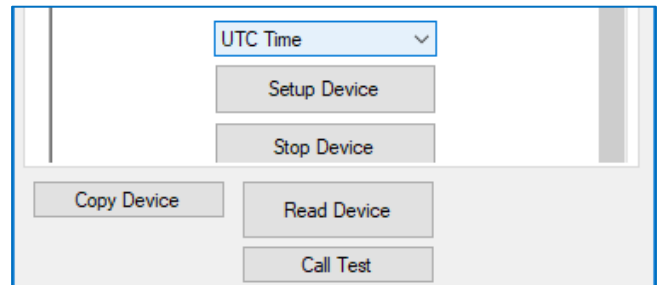 UTC Time
Setup Device
Stop Device
Copy Device
Read Device
Call Test